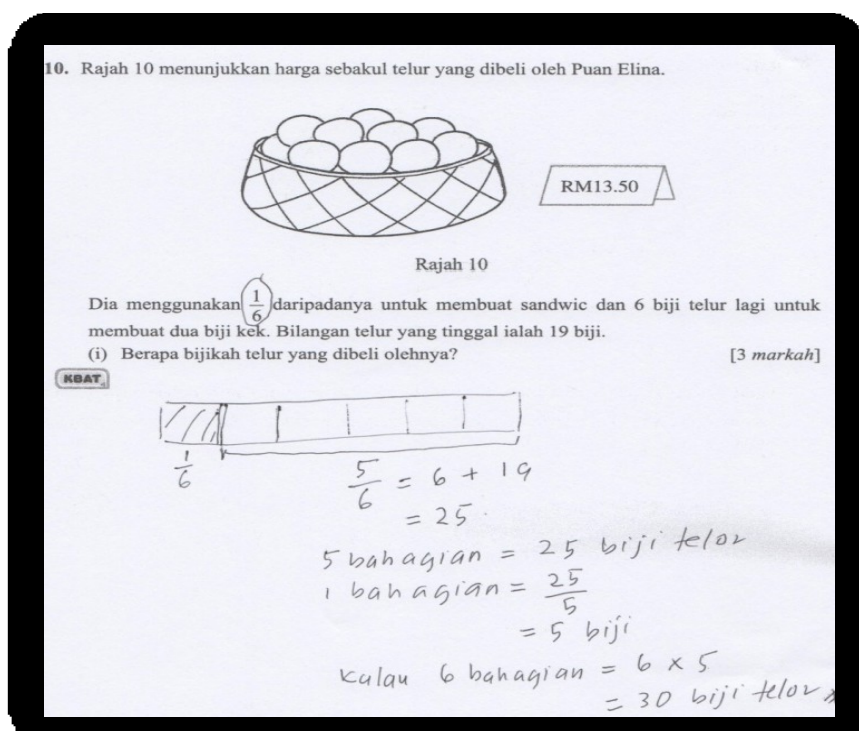 10. Rajah 10 menunjukkan harga sebakul telur yang dibeli oleh Puan Elina.
RM13.50
Rajah 10
Dia menggunakan 1/6 daripadanya untuk membuat sandwic dan 6 biji telur lagi untuk
membuat dua biji kek. Bilangan telur yang tinggal ialah 19 biji.
(i) Berapa bijikah telur yang dibeli olehnya? [3 markah]
KBAT
1/6
5/6 = 6 + 19
= 25.
5 bahagian = 25 biji telor
1 bahagian = 25/5
= 5 biji
Kalau 6 bahagian = 6 × 5
= 30 biji telor